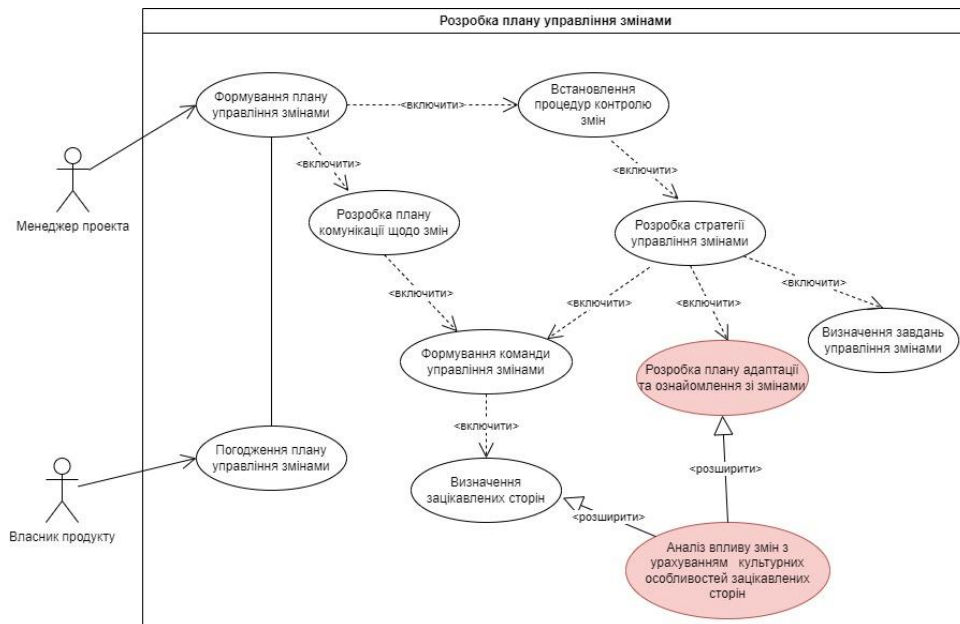 Розробка плану управління змінами
Формування плану
управління змінами
<включити>
Встановлення
процедур контролю
змін
<включити>
<включити>
Менеджер проекта
Розробка плану
комунікації щодо змін
Розробка стратегії
управління змінами
<включити>
<включити>
<включити>
<включити>
Формування команди
управління змінами
Розробка плану адаптації
та ознайомлення зі змінами
Визначення завдань
управління змінами
<включити>
Погодження плану
управління змінами
<розширити>
Власник продукту
Визначення
зацікавлених сторін
<розширити>
Аналіз впливу змін з
урахуванням культурних
особливостей зацікавлених
сторін